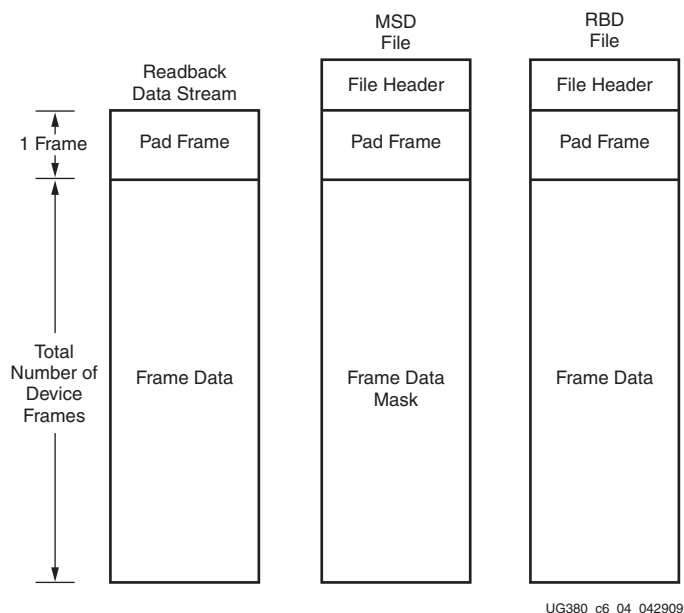 MSD
File
RBD
File
Readback
Data Stream
File Header
File Header
1 Frame
Pad Frame
Pad Frame
Pad Frame
Total
Number of
Device
Frames
Frame Data
Frame Data
Mask
Frame Data
UG380_c6_04_042909